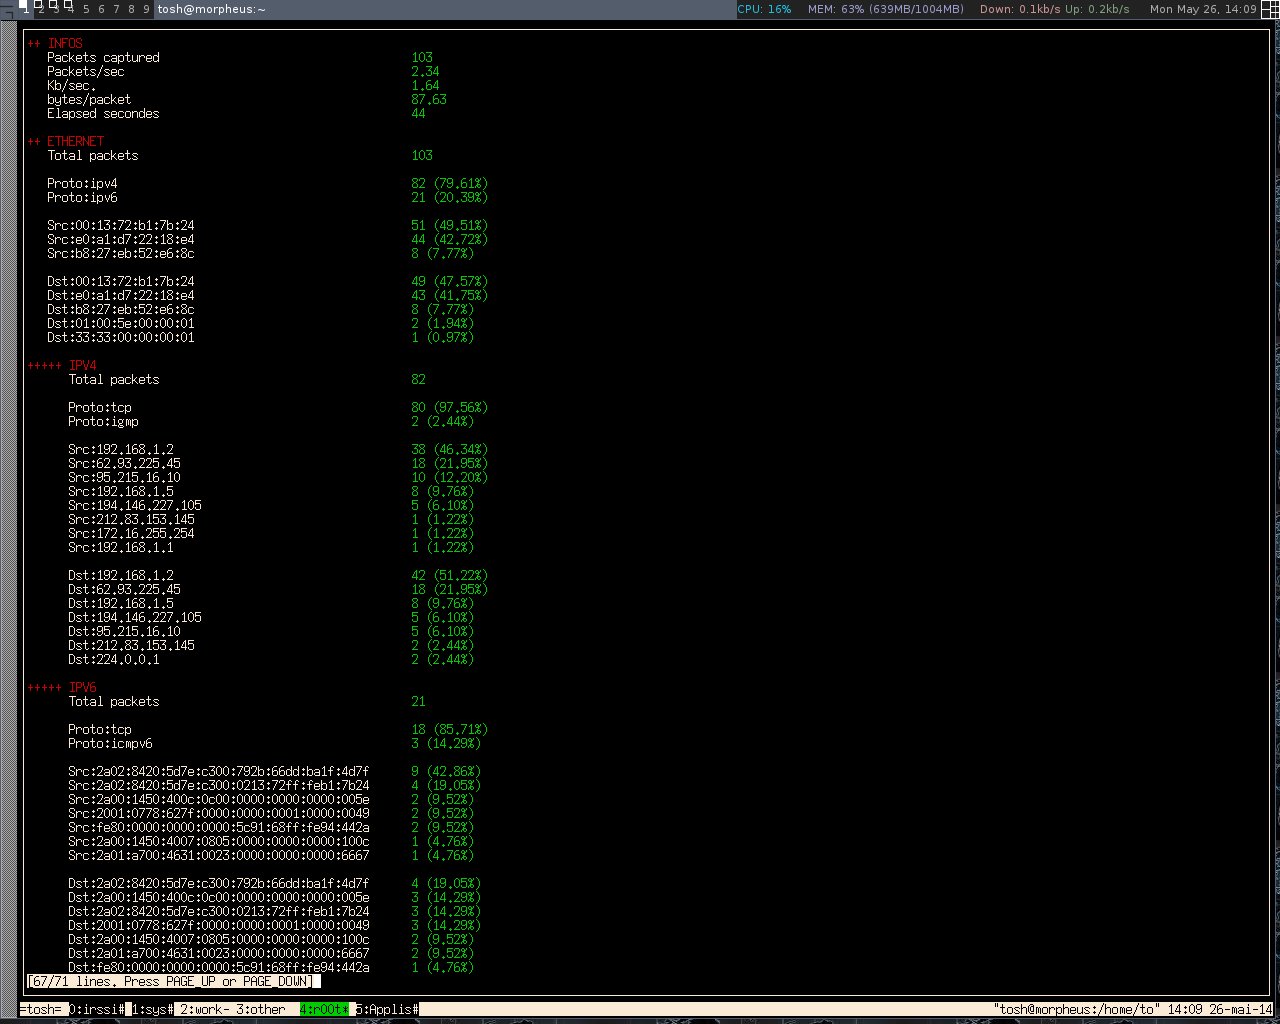 1 2 3 4 5 6 7 8 9 tosh@morpheus:~ CPU: 16% MEM: 63% (639MB/1004MB) Down: 0.1kb/s Up: 0.2kb/s Mon May 26, 14:09
++ INFOS
Packets captured 103
Packets/sec 2.34
Kb/sec. 1.64
bytes/packet 87.63
Elapsed secondes 44
++ ETHERNET
Total packets 103
Proto:ipv4 82 (79.61%)
Proto:ipv6 21 (20.39%)
Src:00:13:72:b1:7b:24 51 (49.51%)
Src:e0:a1:d7:22:18:e4 44 (42.72%)
Src:b8:27:eb:52:e6:8c 8 (7.77%)
Dst:00:13:72:b1:7b:24 49 (47.57%)
Dst:e0:a1:d7:22:18:e4 43 (41.75%)
Dst:b8:27:eb:52:e6:8c 8 (7.77%)
Dst:01:00:5e:00:00:01 2 (1.94%)
Dst:33:33:00:00:00:01 1 (0.97%)
+++++ IPV4
Total packets 82
Proto:tcp 80 (97.56%)
Proto:igmp 2 (2.44%)
Src:192.168.1.2 38 (46.34%)
Src:62.93.225.45 18 (21.95%)
Src:95.215.16.10 10 (12.20%)
Src:192.168.1.5 8 (9.76%)
Src:194.146.227.105 5 (6.10%)
Src:212.83.153.145 1 (1.22%)
Src:172.16.255.254 1 (1.22%)
Src:192.168.1.1 1 (1.22%)
Dst:192.168.1.2 42 (51.22%)
Dst:62.93.225.45 18 (21.95%)
Dst:192.168.1.5 8 (9.76%)
Dst:194.146.227.105 5 (6.10%)
Dst:95.215.16.10 5 (6.10%)
Dst:212.83.153.145 2 (2.44%)
Dst:224.0.0.1 2 (2.44%)
+++++ IPV6
Total packets 21
Proto:tcp 18 (85.71%)
Proto:icmpv6 3 (14.29%)
Src:2a02:8420:5d7e:c300:792b:66dd:ba1f:4d7f 9 (42.86%)
Src:2a02:8420:5d7e:c300:0213:72ff:feb1:7b24 4 (19.05%)
Src:2a00:1450:400c:0c00:0000:0000:0000:005e 2 (9.52%)
Src:2001:0778:627f:0000:0000:0001:0000:0049 2 (9.52%)
Src:fe80:0000:0000:0000:5c91:68ff:fe94:442a 2 (9.52%)
Src:2a00:1450:4007:0805:0000:0000:0000:100c 1 (4.76%)
Src:2a01:a700:4631:0023:0000:0000:0000:6667 1 (4.76%)
Dst:2a02:8420:5d7e:c300:792b:66dd:ba1f:4d7f 4 (19.05%)
Dst:2a00:1450:400c:0c00:0000:0000:0000:005e 3 (14.29%)
Dst:2a02:8420:5d7e:c300:0213:72ff:feb1:7b24 3 (14.29%)
Dst:2001:0778:627f:0000:0000:0001:0000:0049 3 (14.29%)
Dst:2a00:1450:4007:0805:0000:0000:0000:100c 2 (9.52%)
Dst:2a01:a700:4631:0023:0000:0000:0000:6667 2 (9.52%)
Dst:fe80:0000:0000:0000:5c91:68ff:fe94:442a 1 (4.76%)
[67/71 lines. Press PAGE_UP or PAGE_DOWN]
=tosh= 0:irssi# 1:sys# 2:work- 3:other 4:r00t* 5:Applis# "tosh@morpheus:/home/to" 14:09 26-mai-14